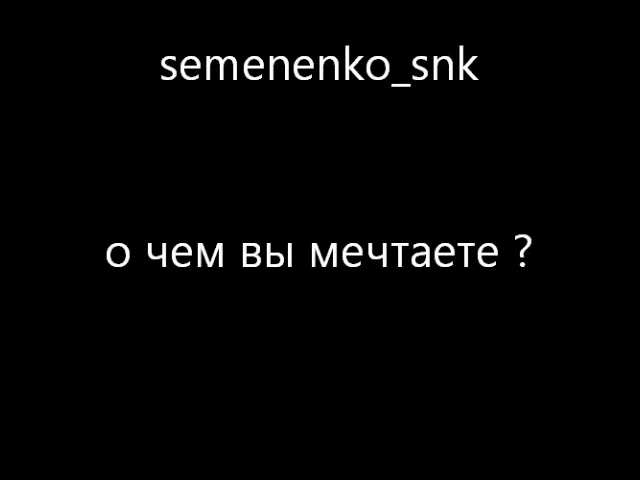 semenenko_snk
о чем вы мечтаете ?